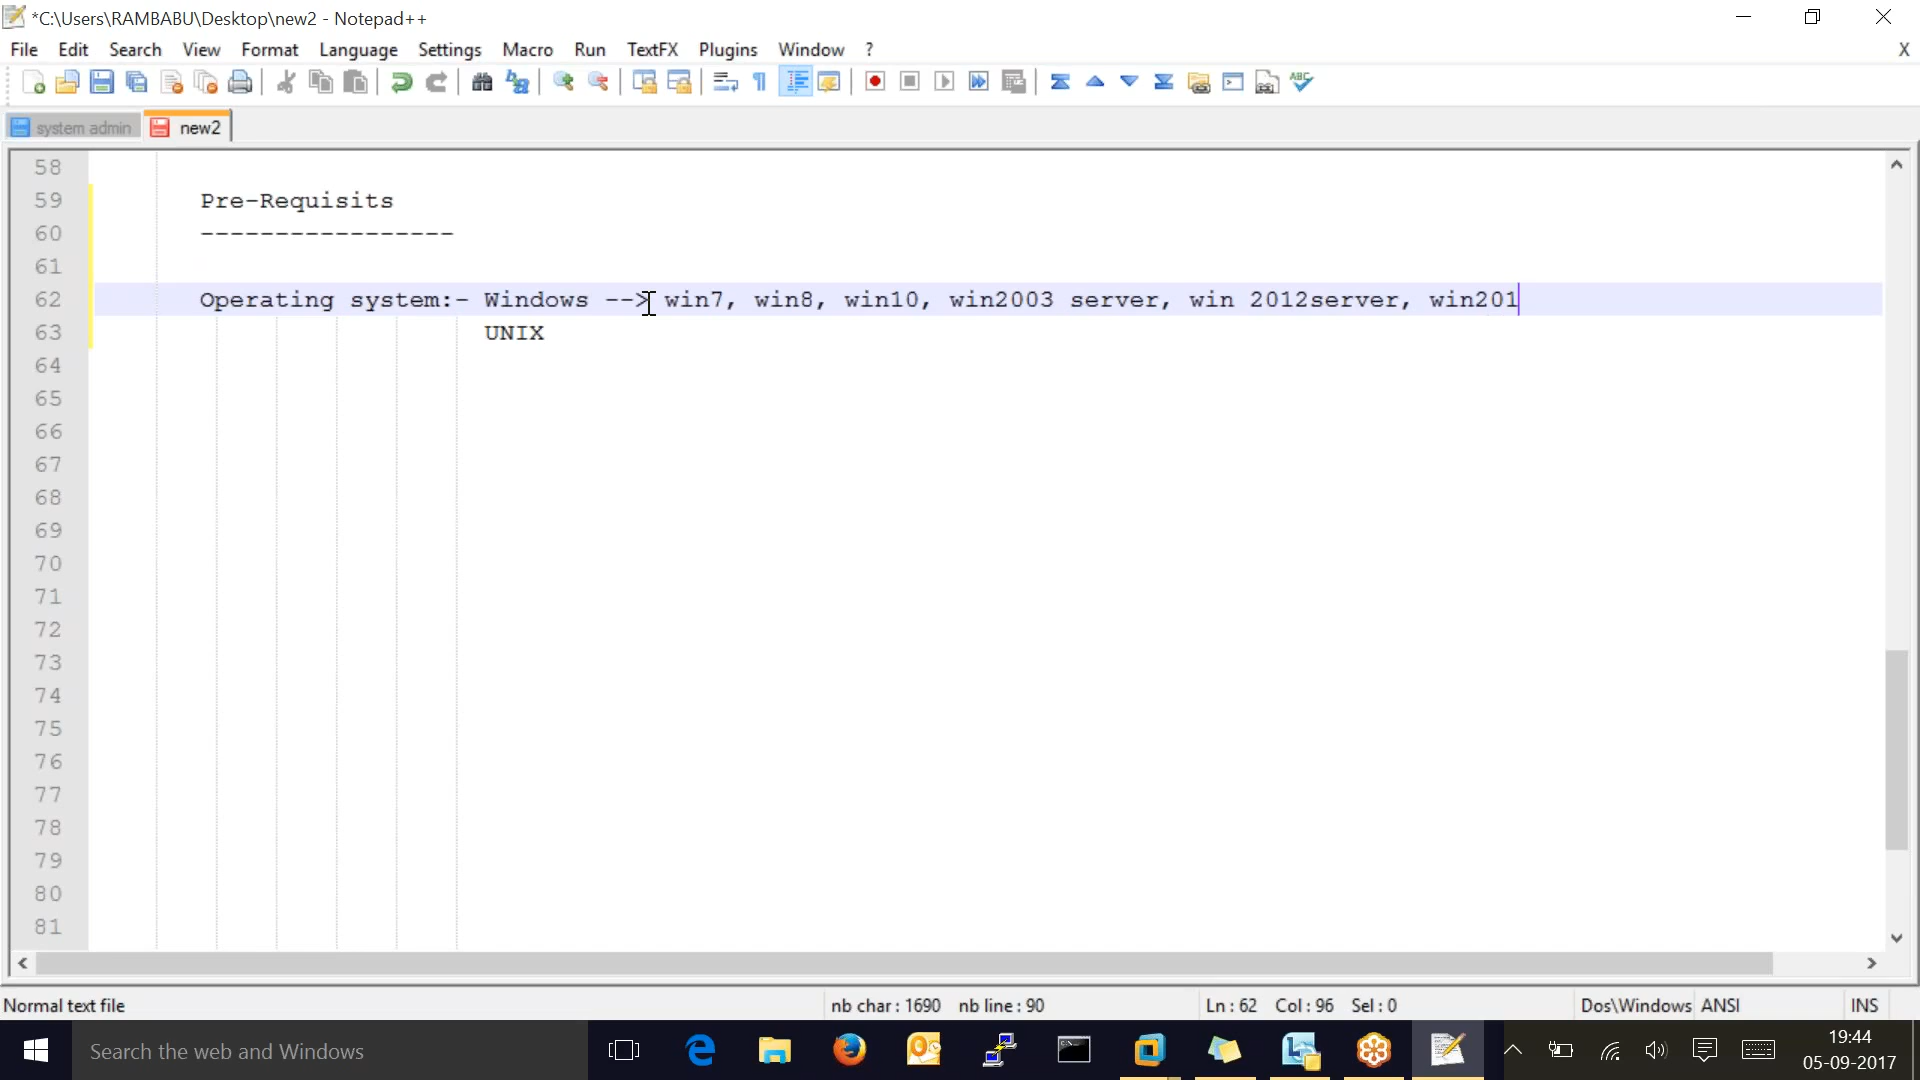 *C:\Users\RAMBABU\Desktop\new2 - Notepad++
File Edit Search View Format Language Settings Macro Run TextFX Plugins Window ? X
system admin new2
58
59 Pre-Requisits
60 -----------------
61
62 Operating system:- Windows --> win7, win8, win10, win2003 server, win 2012server, win201
63 UNIX
64
65
66
67
68
69
70
71
72
73
74
75
76
77
78
79
80
81
Normal text file nb char : 1690 nb line : 90 Ln : 62 Col : 96 Sel : 0 Dos\Windows ANSI INS
Search the web and Windows
19:44
05-09-2017